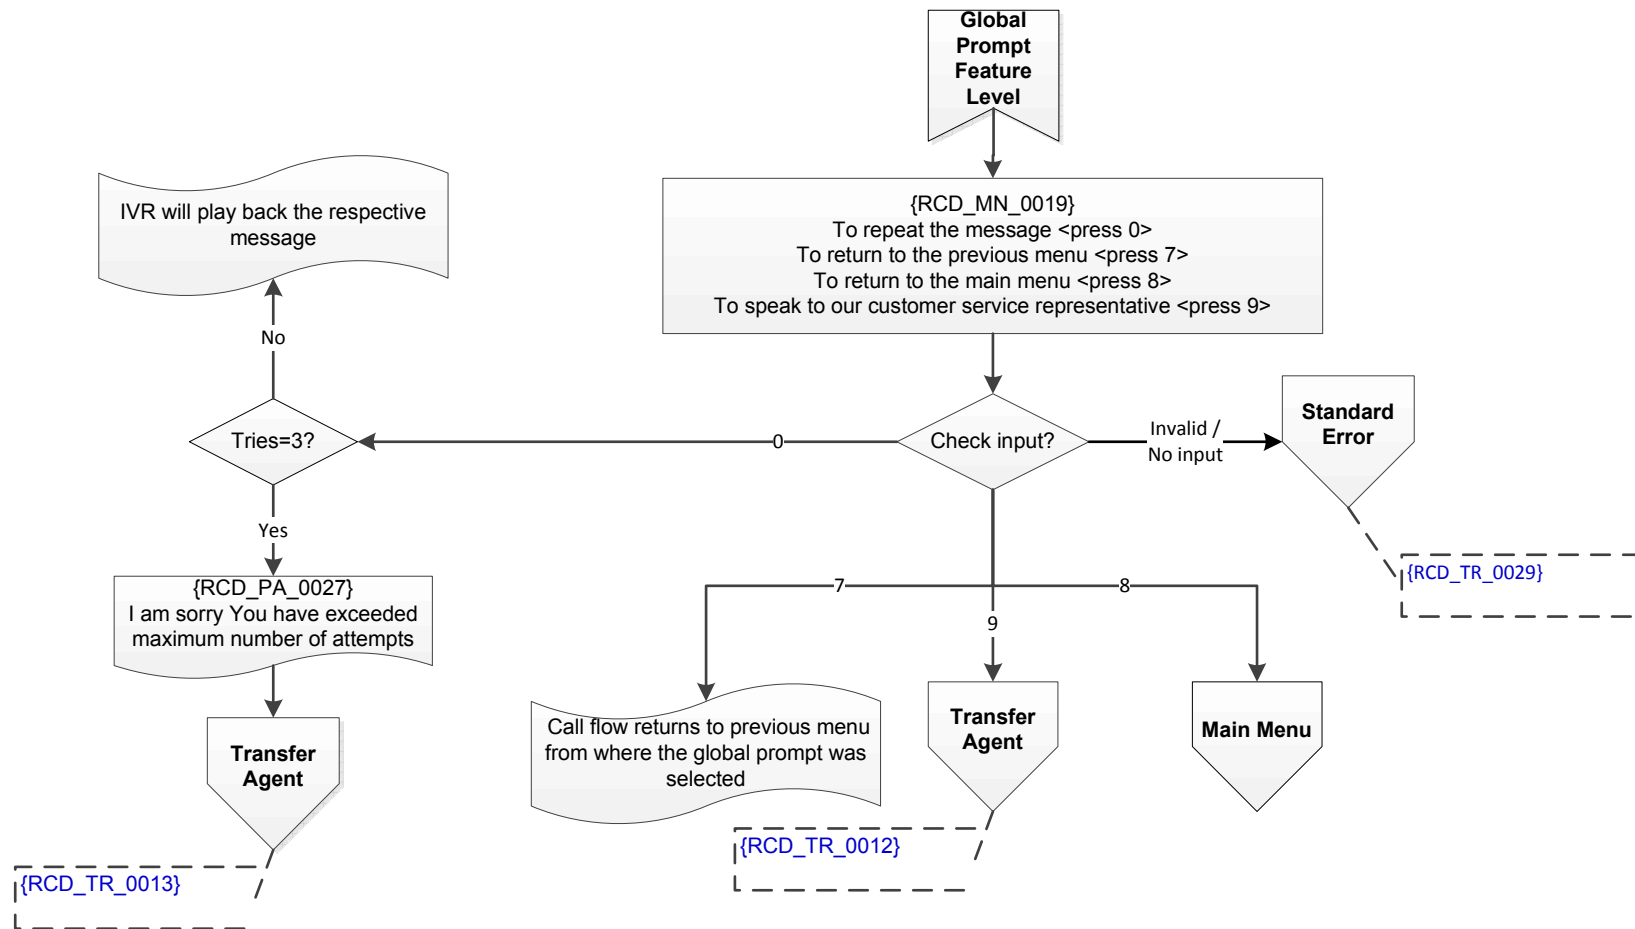 Global
Prompt
Feature
Level
{RCD_MN_0019}
To repeat the message <press 0>
To return to the previous menu <press 7>
To return to the main menu <press 8>
To speak to our customer service representative <press 9>
IVR will play back the respective
message
No
Tries=3?
0
Check input?
Invalid /
No input
Standard
Error
Yes
{RCD_TR_0029}
{RCD_PA_0027}
I am sorry You have exceeded
maximum number of attempts
7
8
9
Transfer
Agent
Call flow returns to previous menu
from where the global prompt was
selected
Transfer
Agent
Main Menu
{RCD_TR_0012}
{RCD_TR_0013}